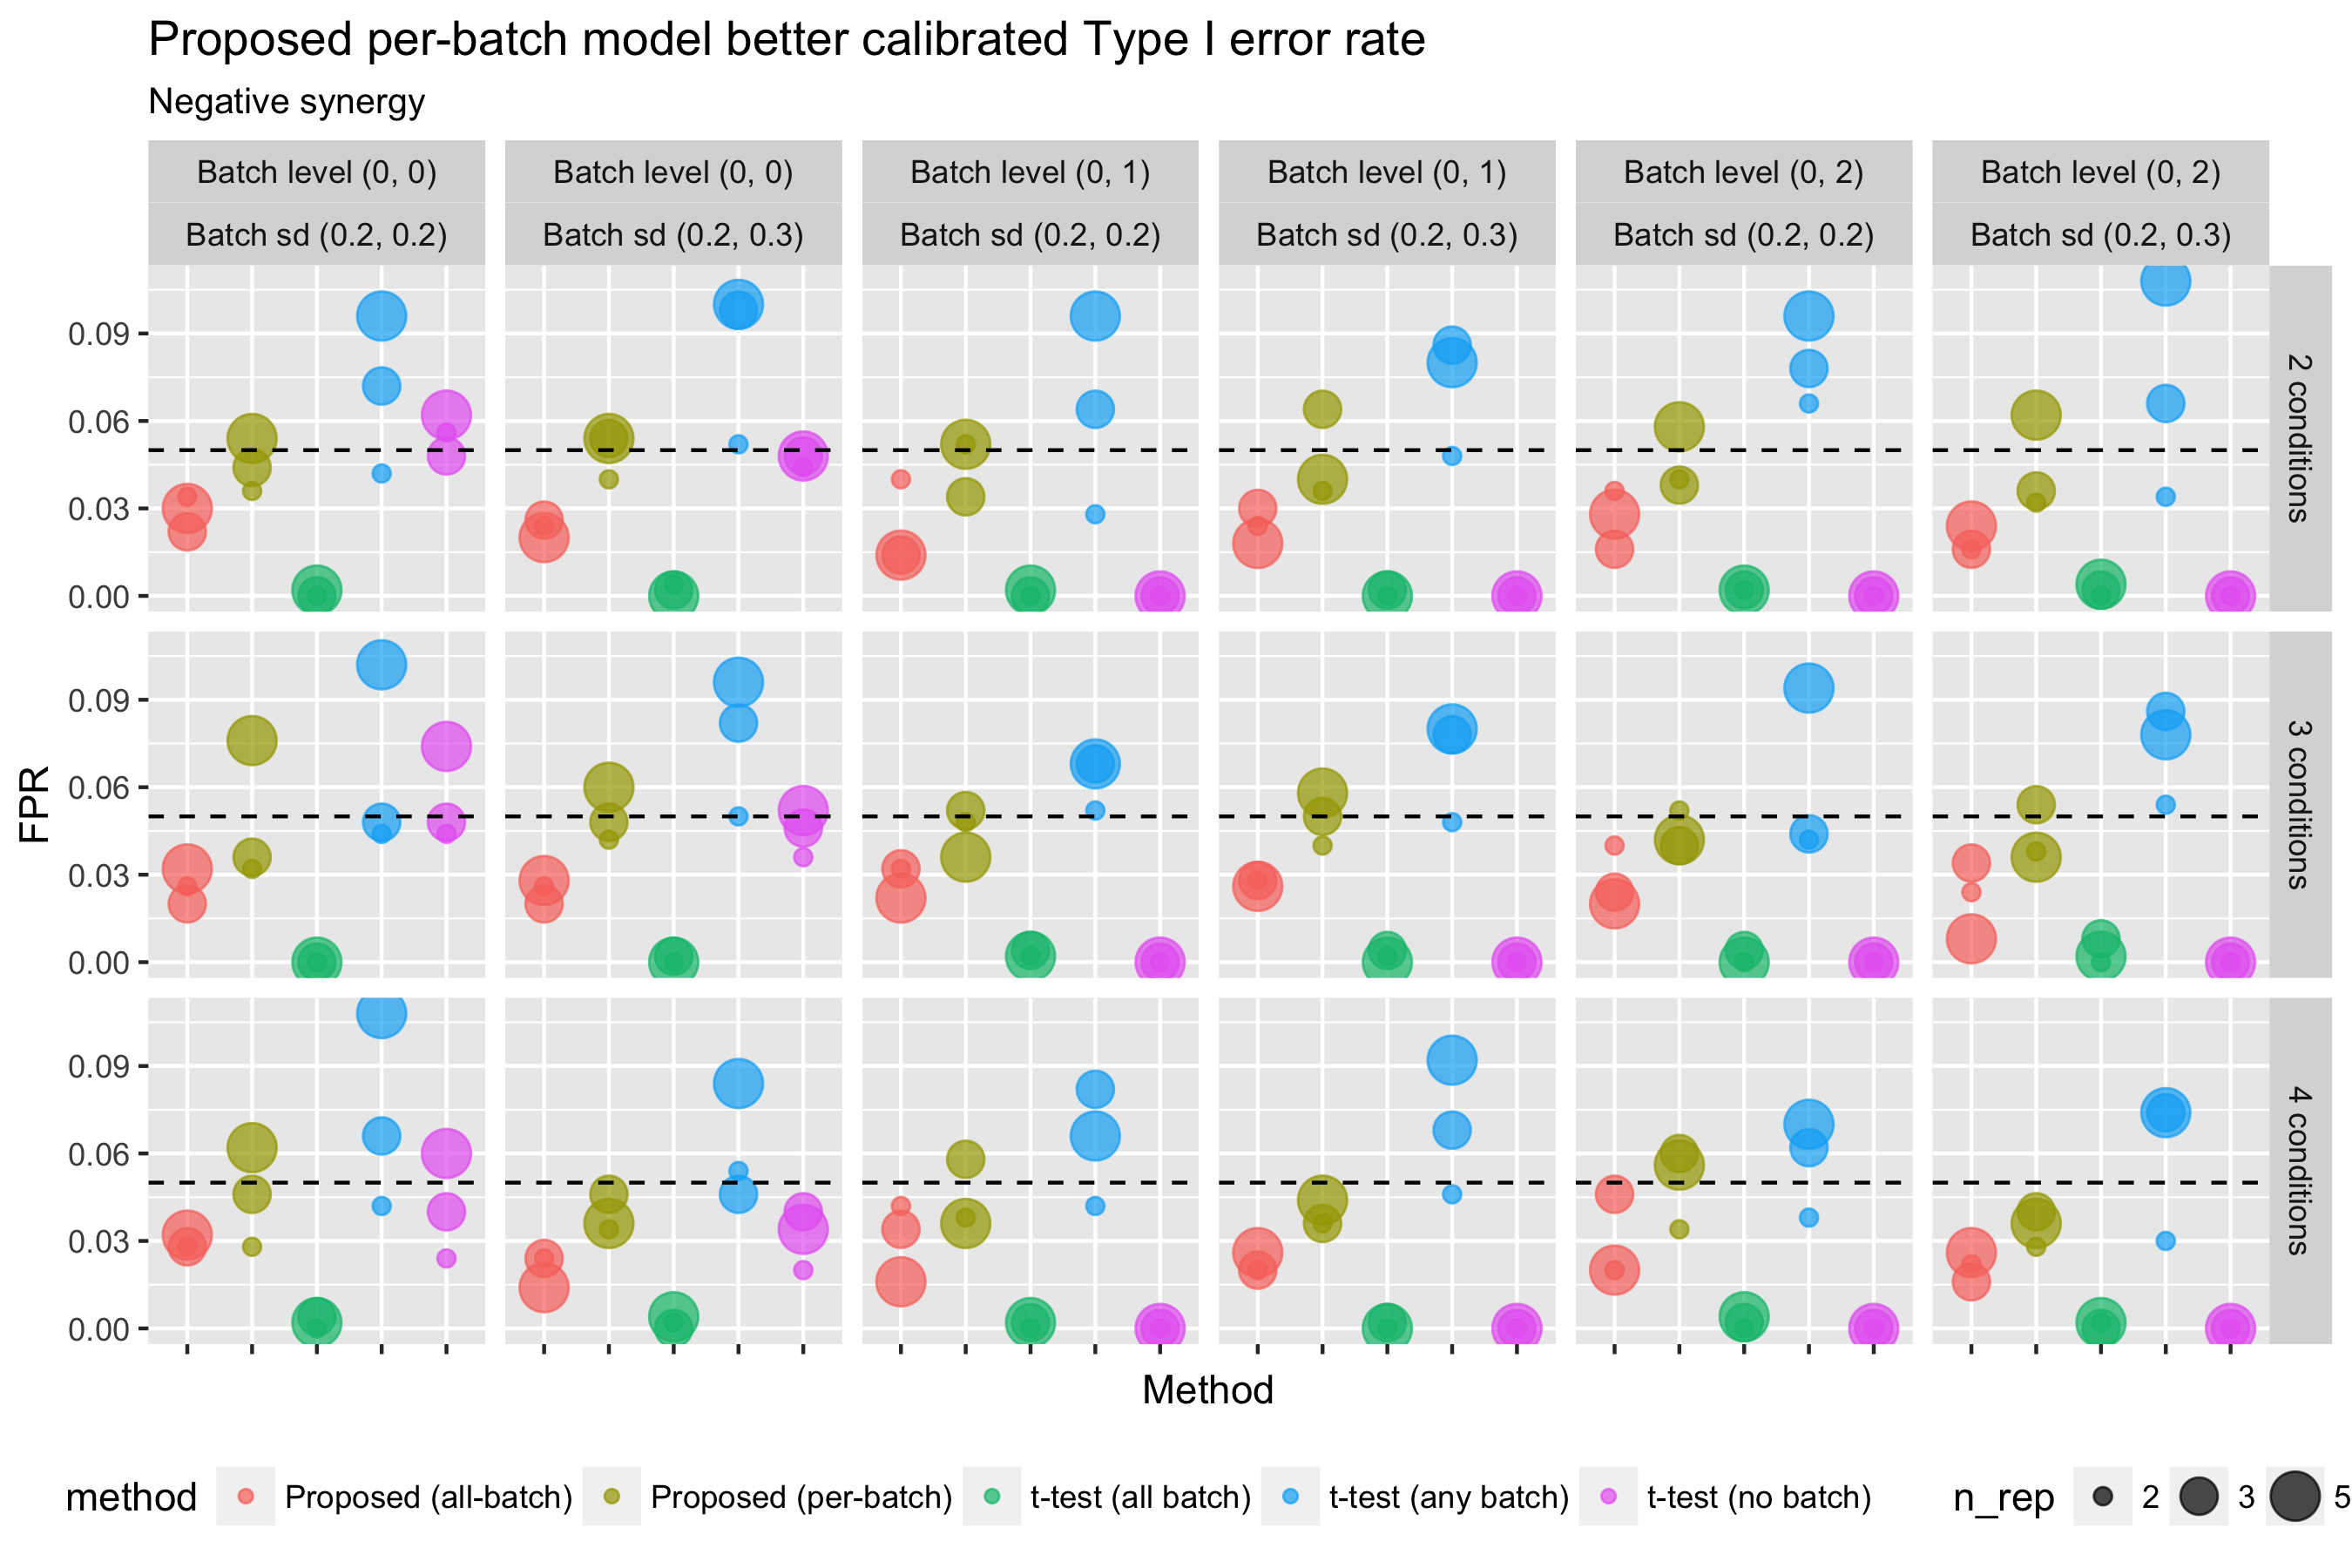 Proposed per-batch model better calibrated Type I error rate
Negative synergy
Batch level (0, 0) Batch level (0, 0) Batch level (0, 1) Batch level (0, 1) Batch level (0, 2) Batch level (0, 2)
Batch sd (0.2, 0.2) Batch sd (0.2, 0.3) Batch sd (0.2, 0.2) Batch sd (0.2, 0.3) Batch sd (0.2, 0.2) Batch sd (0.2, 0.3)
0.09
0.06
0.03
0.00
2 conditions
0.09
0.06
0.03
0.00
3 conditions
0.09
0.06
0.03
0.00
4 conditions
FPR
Method
method Proposed (all-batch) Proposed (per-batch) t-test (all batch) t-test (any batch) t-test (no batch) n_rep 2 3 5